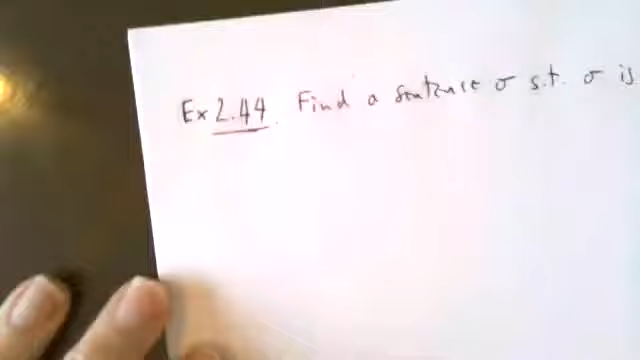 Ex 2.44. Find a sentence σ s.t. σ is